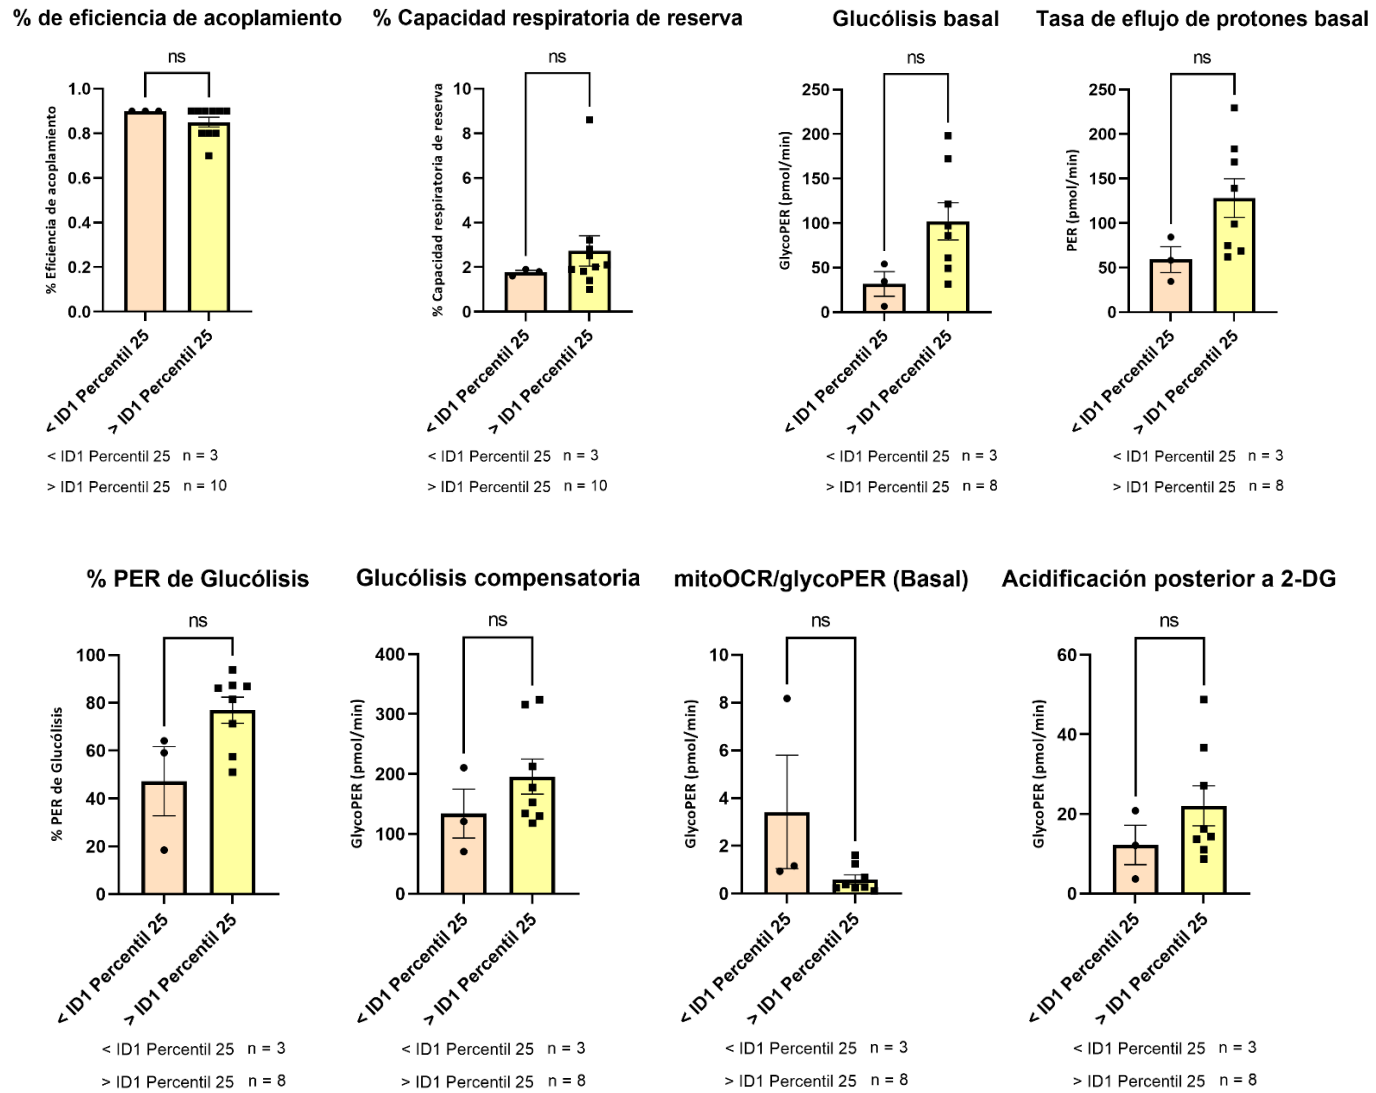 % de eficiencia de acoplamiento
ns
% Eficiencia de acoplamiento
1.0
0.8
0.6
0.4
0.2
0.0
< ID1 Percentil 25
> ID1 Percentil 25
< ID1 Percentil 25 n = 3
> ID1 Percentil 25 n = 10
% Capacidad respiratoria de reserva
ns
% Capacidad respiratoria de reserva
10
8
6
4
2
0
< ID1 Percentil 25
> ID1 Percentil 25
< ID1 Percentil 25 n = 3
> ID1 Percentil 25 n = 10
Glucólisis basal
ns
GlycoPER (pmol/min)
250
200
150
100
50
0
< ID1 Percentil 25
> ID1 Percentil 25
< ID1 Percentil 25 n = 3
> ID1 Percentil 25 n = 8
Tasa de eflujo de protones basal
ns
PER (pmol/min)
250
200
150
100
50
0
< ID1 Percentil 25
> ID1 Percentil 25
< ID1 Percentil 25 n = 3
> ID1 Percentil 25 n = 8
% PER de Glucólisis
ns
% PER de Glucólisis
100
80
60
40
20
0
< ID1 Percentil 25
> ID1 Percentil 25
< ID1 Percentil 25 n = 3
> ID1 Percentil 25 n = 8
Glucólisis compensatoria
ns
GlycoPER (pmol/min)
400
300
200
100
0
< ID1 Percentil 25
> ID1 Percentil 25
< ID1 Percentil 25 n = 3
> ID1 Percentil 25 n = 8
mitoOCR/glycoPER (Basal)
ns
GlycoPER (pmol/min)
10
8
6
4
2
0
< ID1 Percentil 25
> ID1 Percentil 25
< ID1 Percentil 25 n = 3
> ID1 Percentil 25 n = 8
Acidificación posterior a 2-DG
ns
GlycoPER (pmol/min)
60
40
20
0
< ID1 Percentil 25
> ID1 Percentil 25
< ID1 Percentil 25 n = 3
> ID1 Percentil 25 n = 8